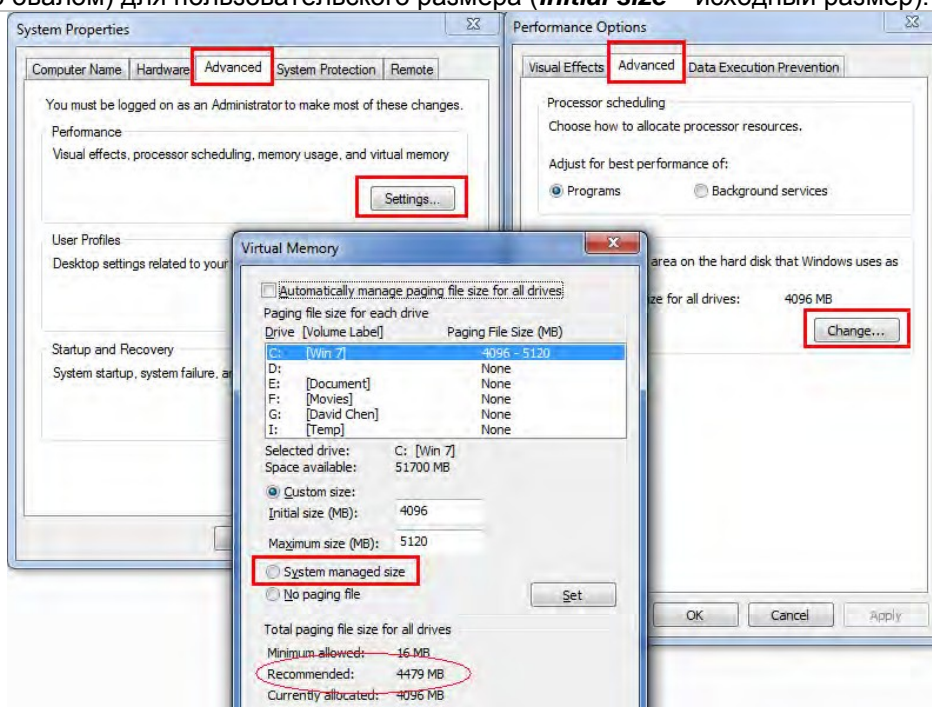 овалом) для пользовательского размера (Initial size – исходный размер).
System Properties
Computer Name Hardware Advanced System Protection Remote
You must be logged on as an Administrator to make most of these changes.
Performance
Visual effects, processor scheduling, memory usage, and virtual memory
Settings...
User Profiles
Desktop settings related to your
Startup and Recovery
System startup, system failure,
Performance Options
Visual Effects Advanced Data Execution Prevention
Processor scheduling
Choose how to allocate processor resources.
Adjust for best performance of:
Programs Background services
area on the hard disk that Windows uses as
for all drives: 4096 MB
Change...
OK Cancel Apply
Virtual Memory
Automatically manage paging file size for all drives
Paging file size for each drive
Drive [Volume Label] Paging File Size (MB)
C: [Win 7] 4096 - 5120
D: None
E: [Document] None
F: [Movies] None
G: [David Chen] None
I: [Temp] None
Selected drive: C: [Win 7]
Space available: 51700 MB
Custom size:
Initial size (MB): 4096
Maximum size (MB): 5120
System managed size
No paging file
Set
Total paging file size for all drives
Minimum allowed: 16 MB
Recommended: 4479 MB
Currently allocated: 4096 MB